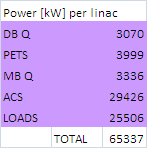 Power [kW] per linac
DB Q 3070
PETS 3999
MB Q 3336
ACS 29426
LOADS 25506
TOTAL 65337